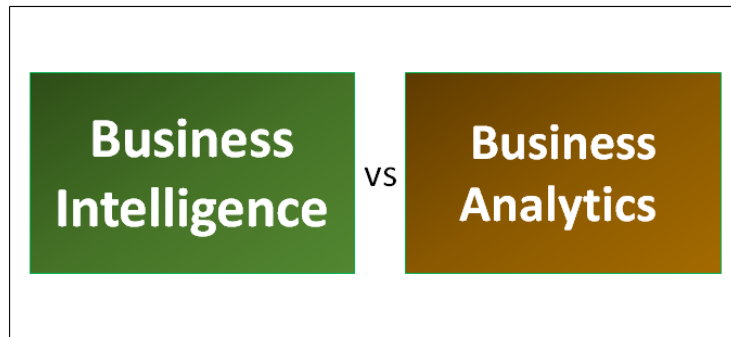 Business
Intelligence
vs
Business
Analytics